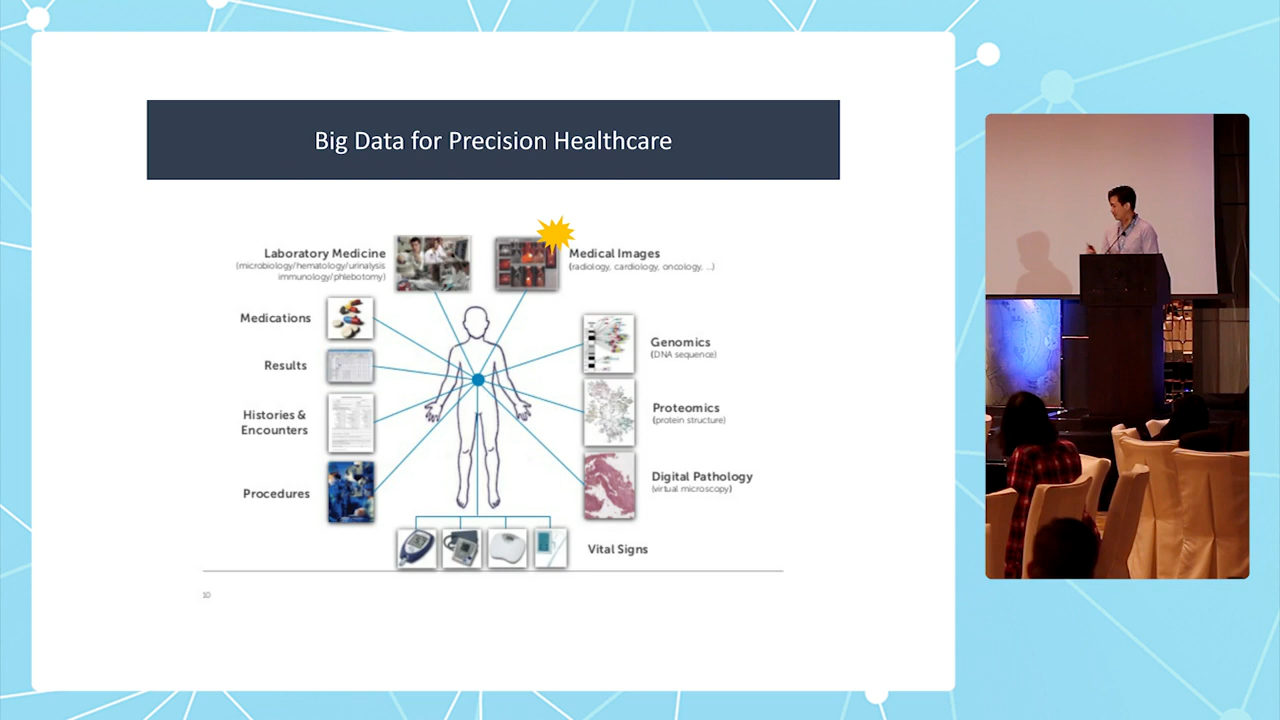 Big Data for Precision Healthcare
Laboratory Medicine
(microbiology/hematology/urinalysis
immunology/phlebotomy)
Medical Images
(radiology, cardiology, oncology, ...)
Medications
Genomics
(DNA sequence)
Results
Histories &
Encounters
Proteomics
(protein structure)
Procedures
Digital Pathology
(virtual microscopy)
Vital Signs
10